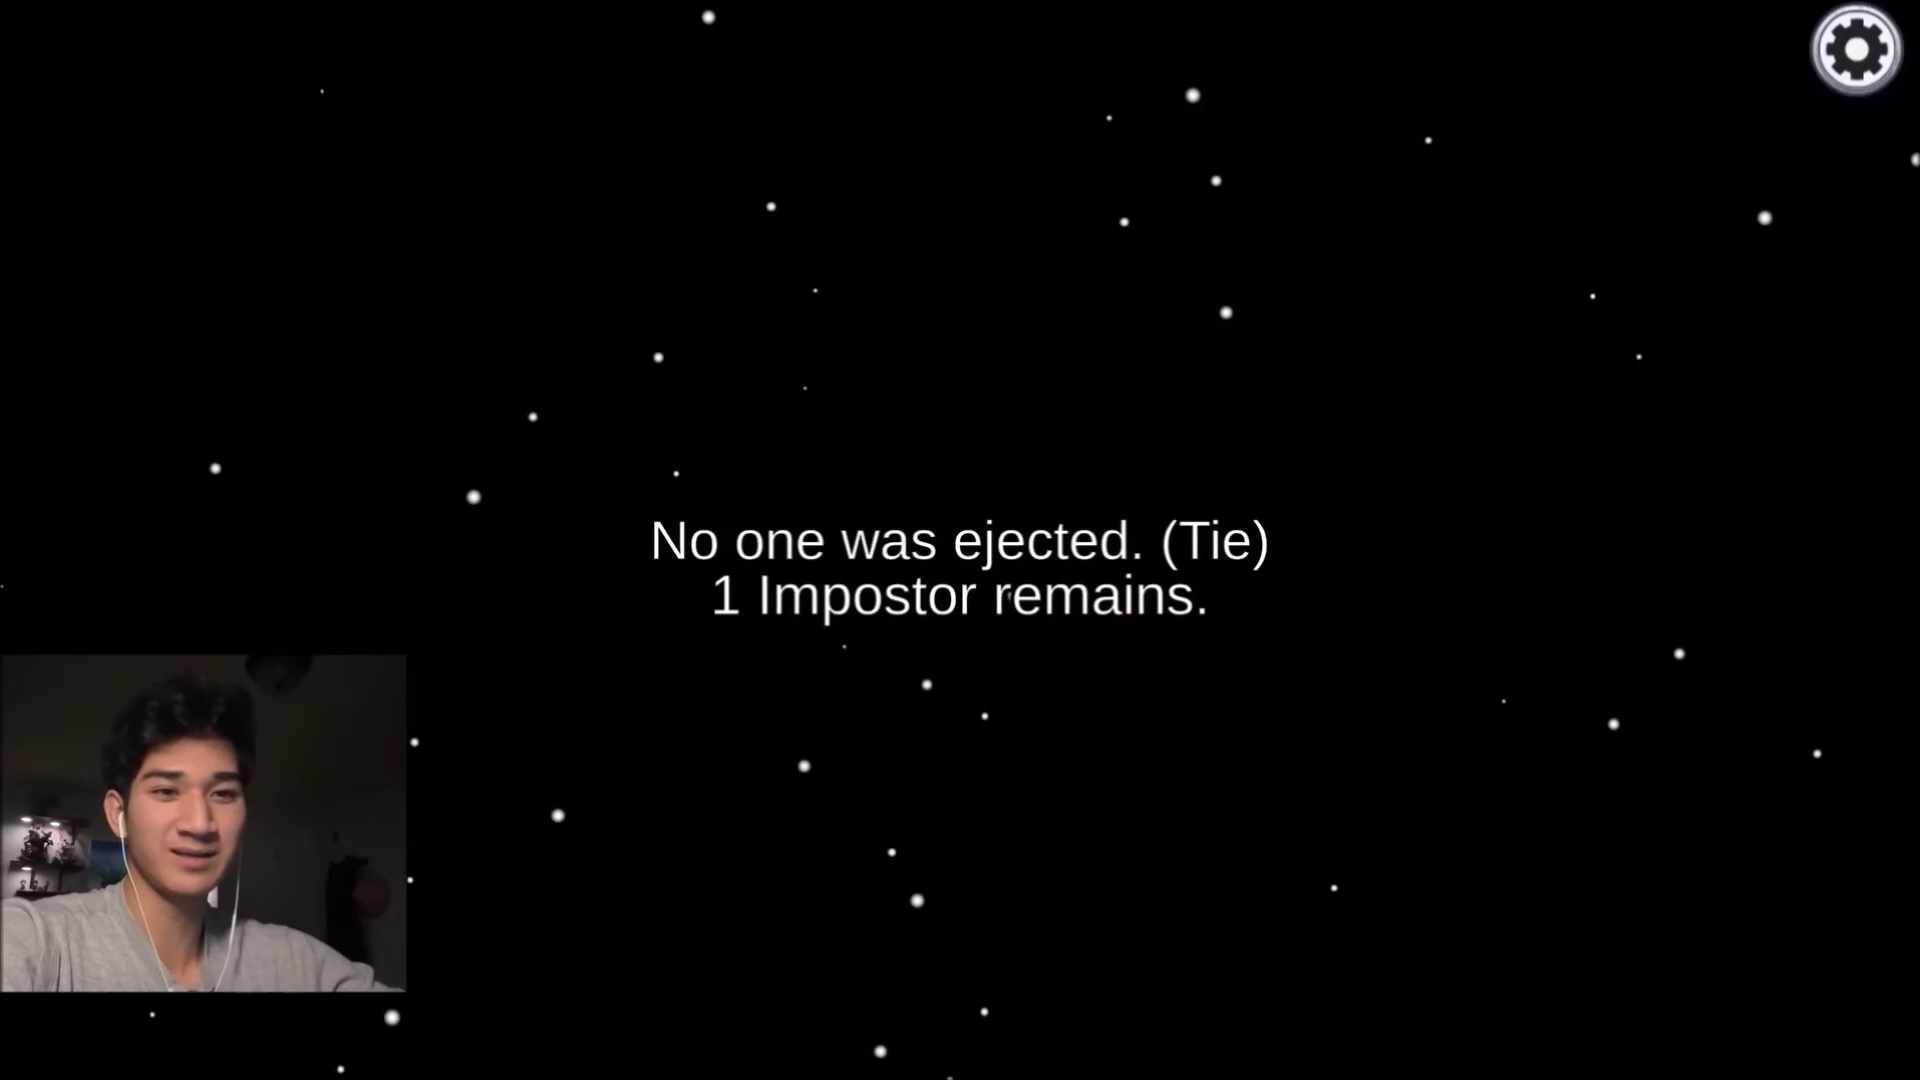 No one was ejected. (Tie)
1 Impostor remains.